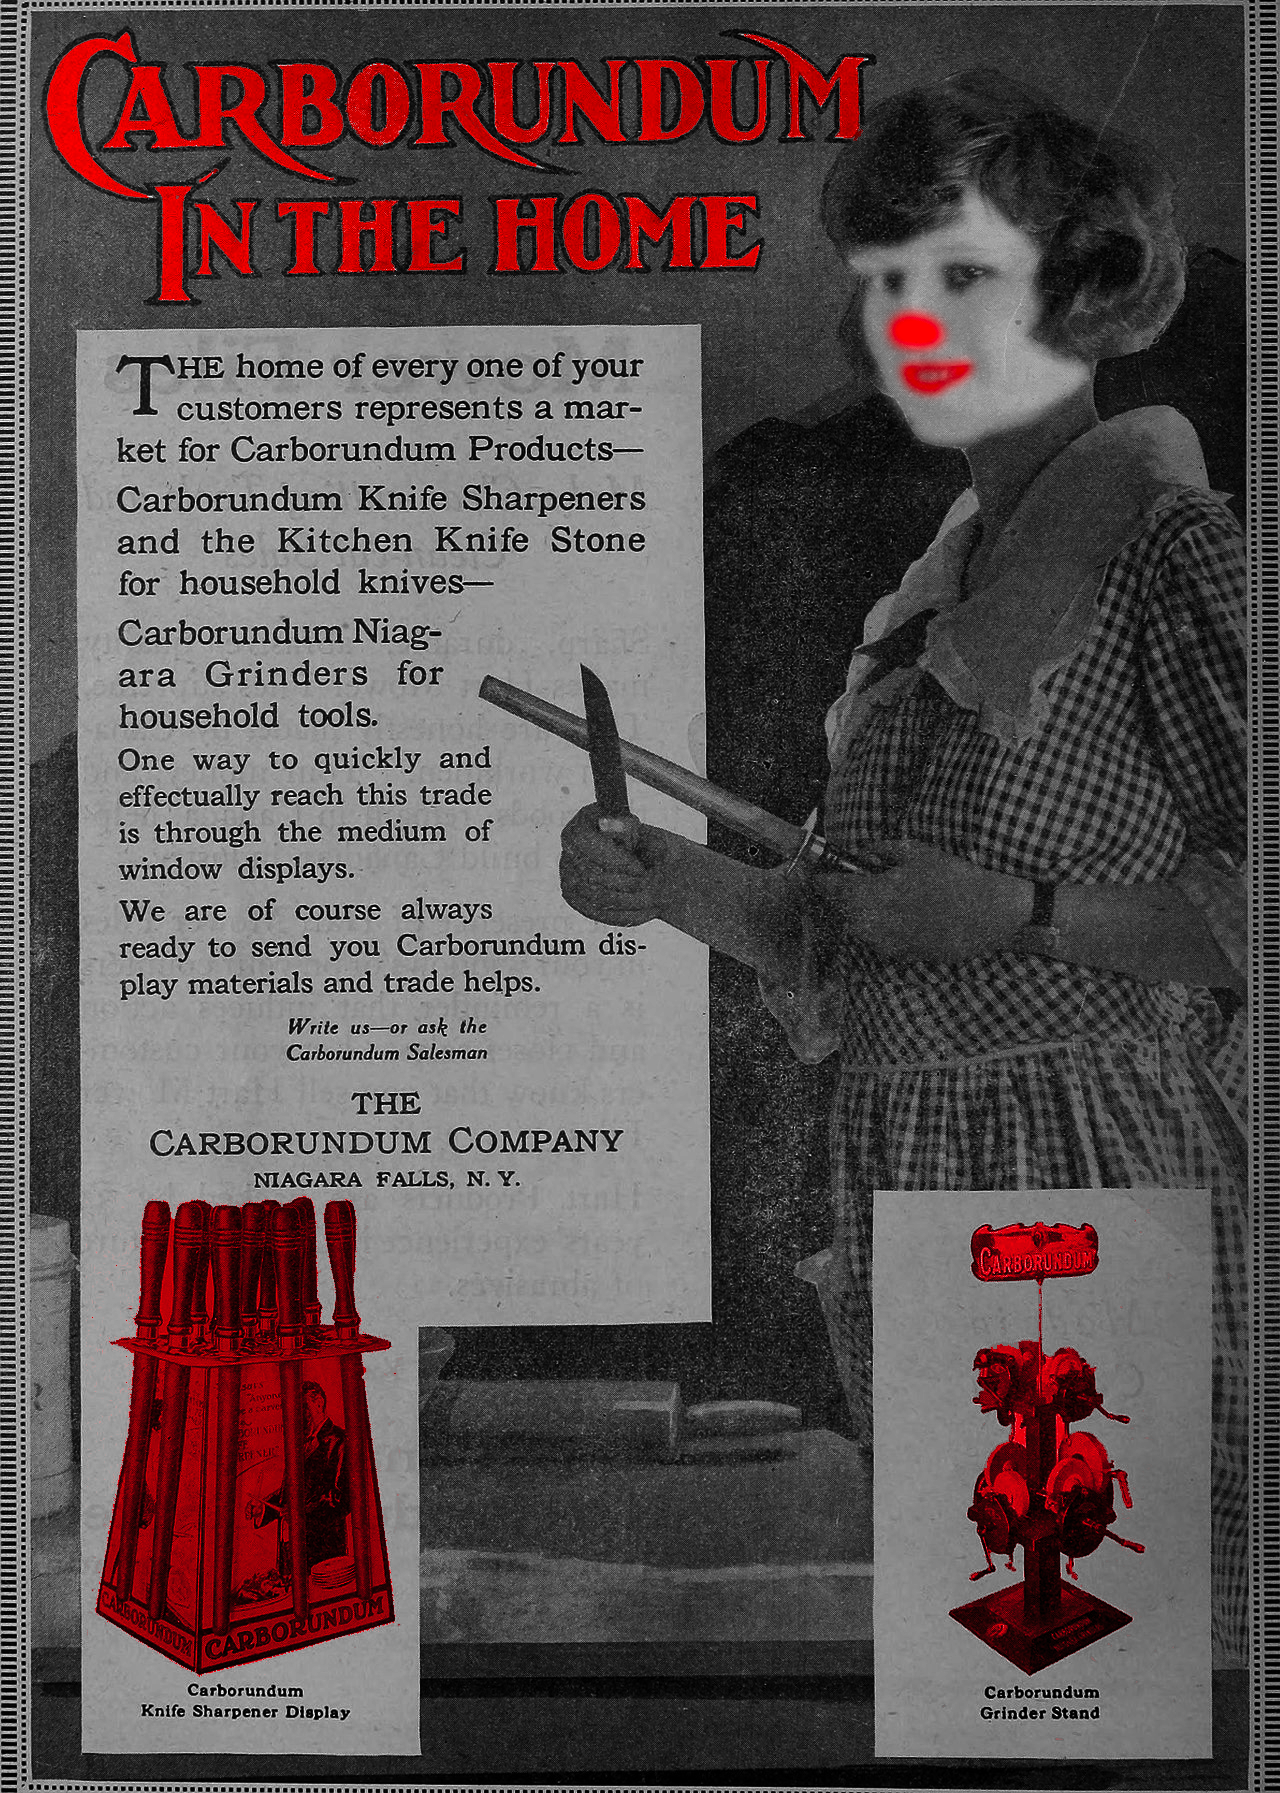 CARBORUNDUM
IN THE HOME
THE home of every one of your
customers represents a mar-
ket for Carborundum Products—
Carborundum Knife Sharpeners
and the Kitchen Knife Stone
for household knives—
Carborundum Niag-
ara Grinders for
household tools.
One way to quickly and
effectually reach this trade
is through the medium of
window displays.
We are of course always
ready to send you Carborundum dis-
play materials and trade helps.
Write us—or ask the
Carborundum Salesman
THE
CARBORUNDUM COMPANY
NIAGARA FALLS, N. Y.
CARBORUNDUM
CARBORUNDUM
Carborundum
Knife Sharpener Display
CARBORUNDUM
Carborundum
Grinder Stand